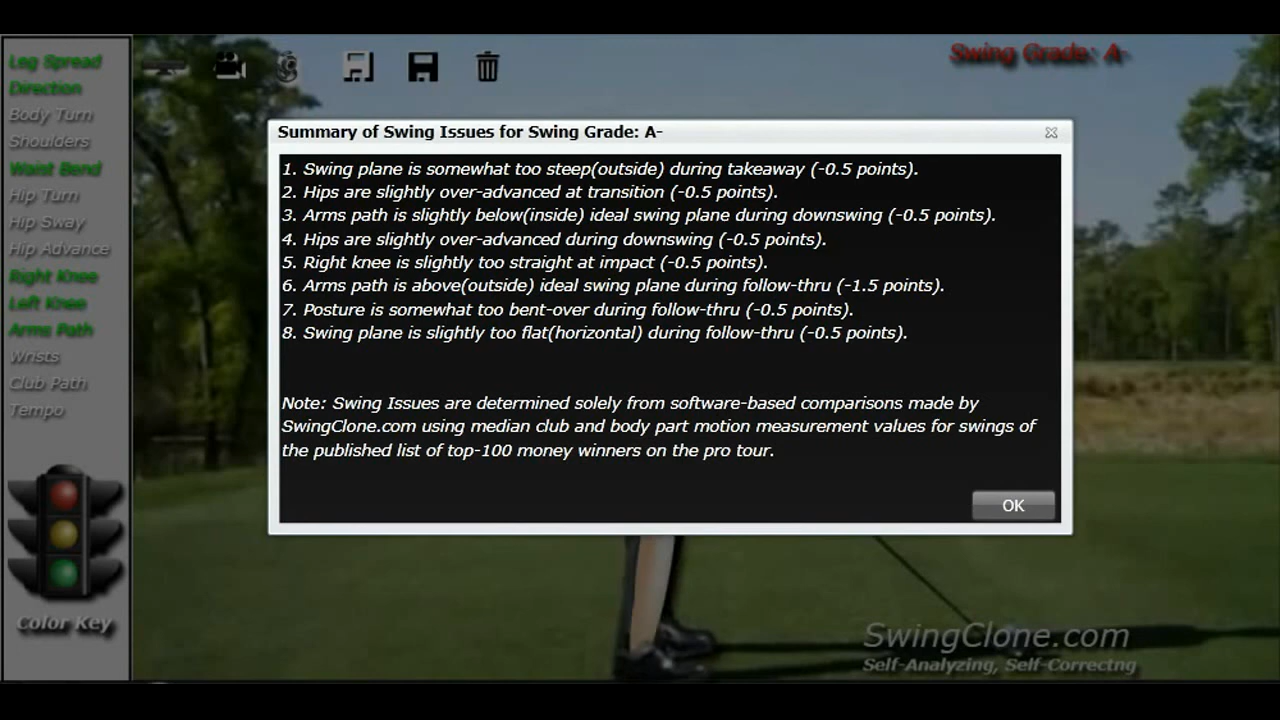 Swing Grade: A-
Leg Spread
Direction
Body Turn
Shoulders
Waist Bend
Hip Turn
Hip Sway
Hip Advance
Right Knee
Left Knee
Arms Path
Wrists
Club Path
Tempo
Color Key
Summary of Swing Issues for Swing Grade: A-
1. Swing plane is somewhat too steep(outside) during takeaway (-0.5 points).
2. Hips are slightly over-advanced at transition (-0.5 points).
3. Arms path is slightly below(inside) ideal swing plane during downswing (-0.5 points).
4. Hips are slightly over-advanced during downswing (-0.5 points).
5. Right knee is slightly too straight at impact (-0.5 points).
6. Arms path is above(outside) ideal swing plane during follow-thru (-1.5 points).
7. Posture is somewhat too bent-over during follow-thru (-0.5 points).
8. Swing plane is slightly too flat(horizontal) during follow-thru (-0.5 points).
Note: Swing Issues are determined solely from software-based comparisons made by
SwingClone.com using median club and body part motion measurement values for swings of
the published list of top-100 money winners on the pro tour.
OK
SwingClone.com
Self-Analyzing, Self-Correctng